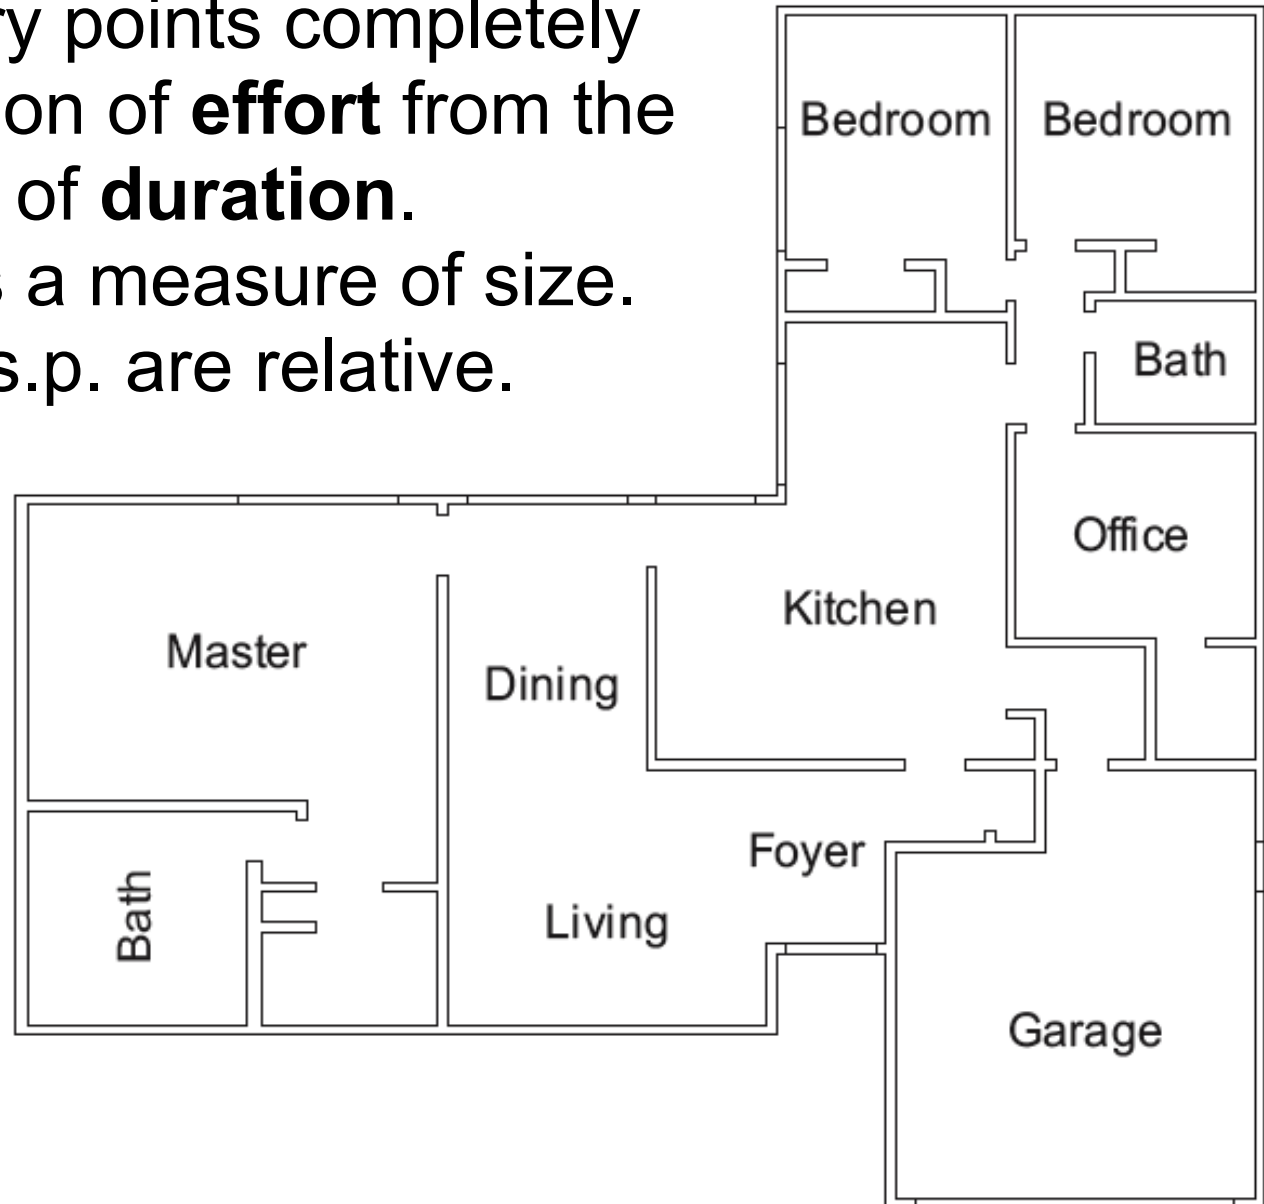 ry points completely
on of effort from the
of duration.
s a measure of size.
s.p. are relative.
Bedroom Bedroom
Bath
Office
Kitchen
Master
Dining
Foyer
Bath
Living
Garage